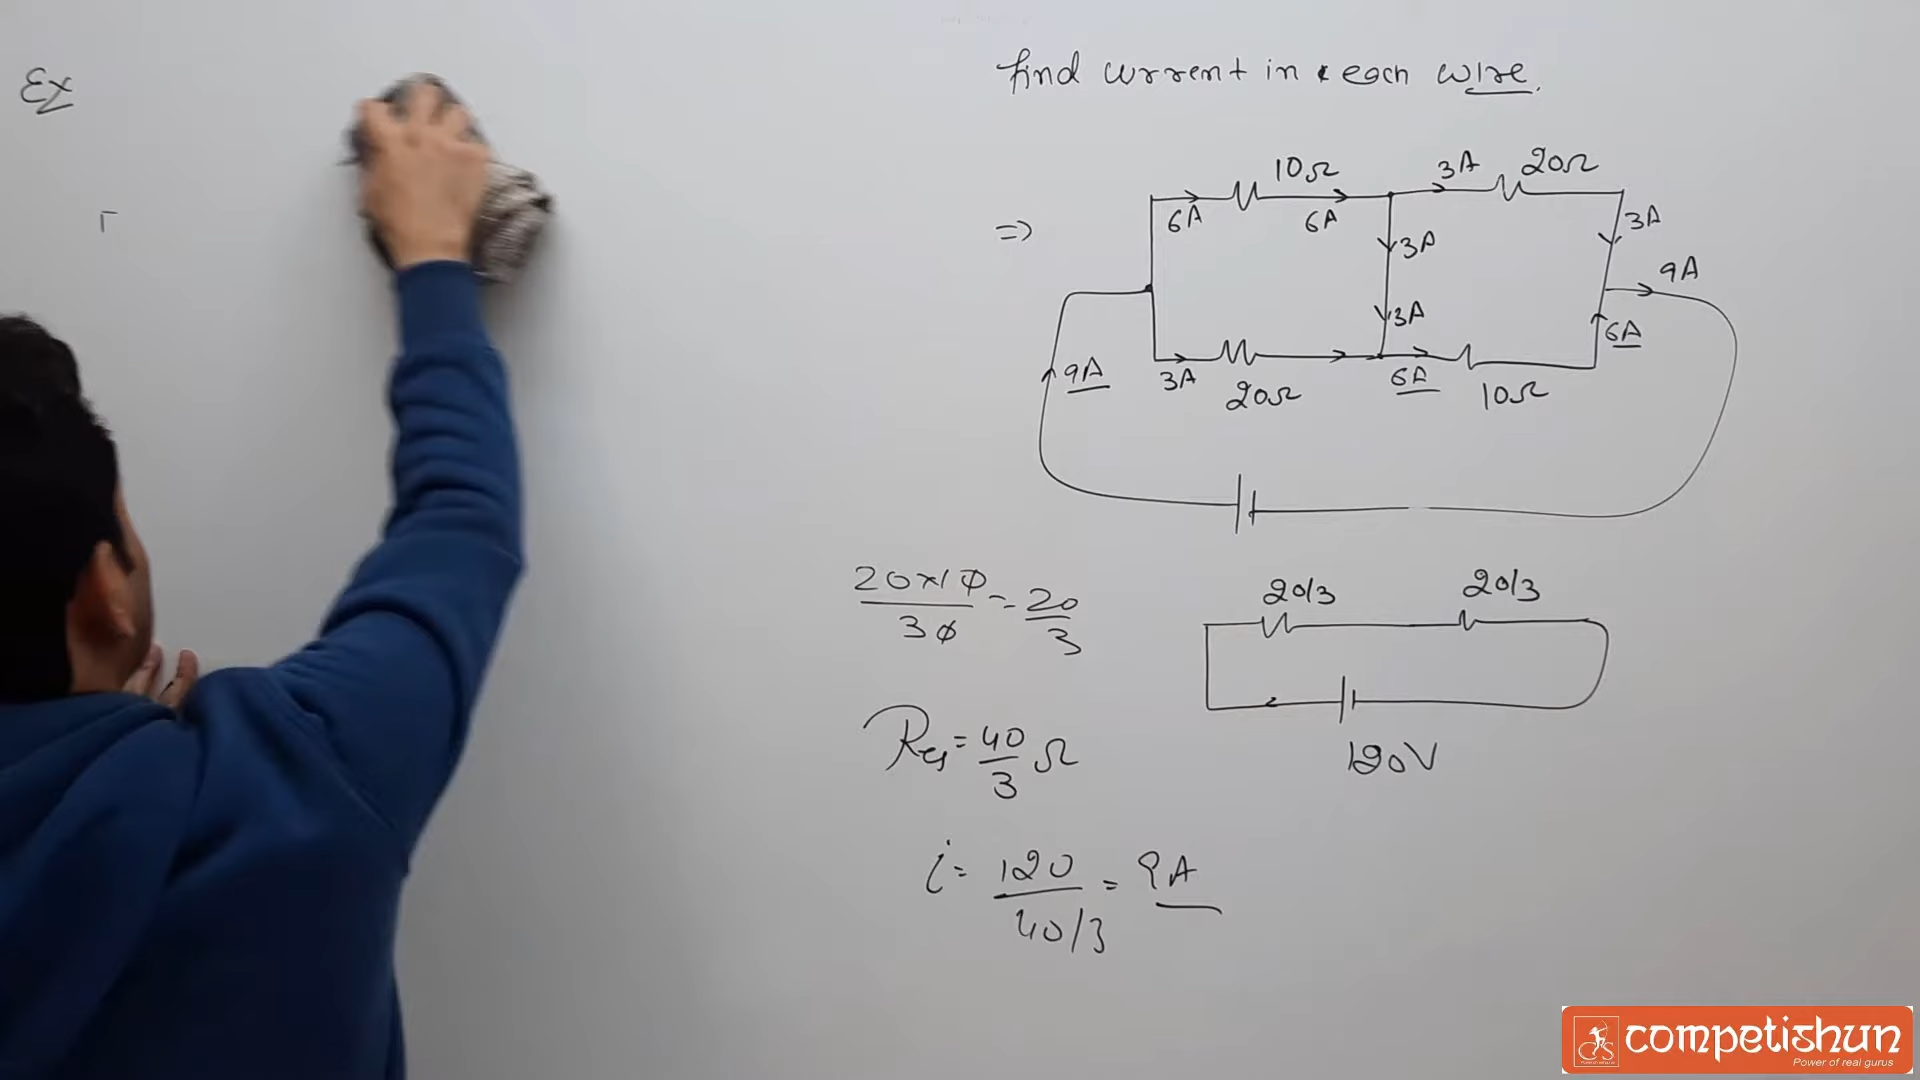 Ex
find current in each wire.
⇒
10Ω 3A 20Ω
6A 6A 3A 3A
9A
3A 6A
9A 3A 6A
20Ω 10Ω
20×10/30 = 20/3
20/3 20/3
Req = 40/3 Ω
120V
i = 120/40/3 = 9A
competishun
Power of real gurus